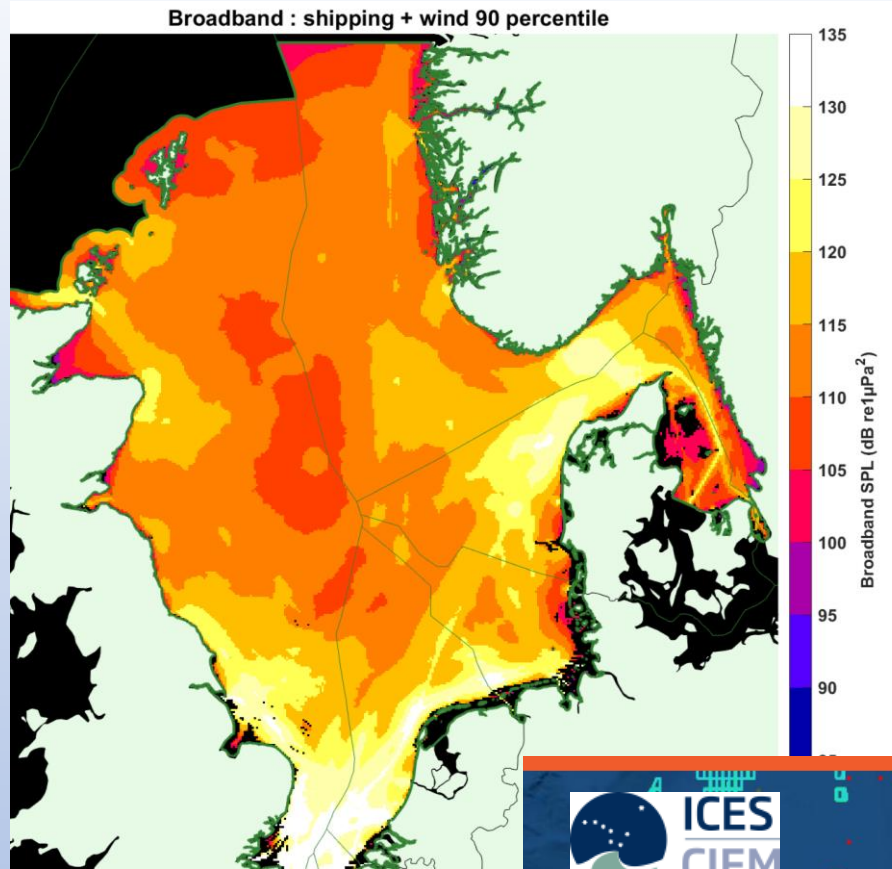 Broadband : shipping + wind 90 percentile
135
130
125
120
115
110
105
100
95
90
Broadband SPL (dB re1µPa²)
ICES
CIEM